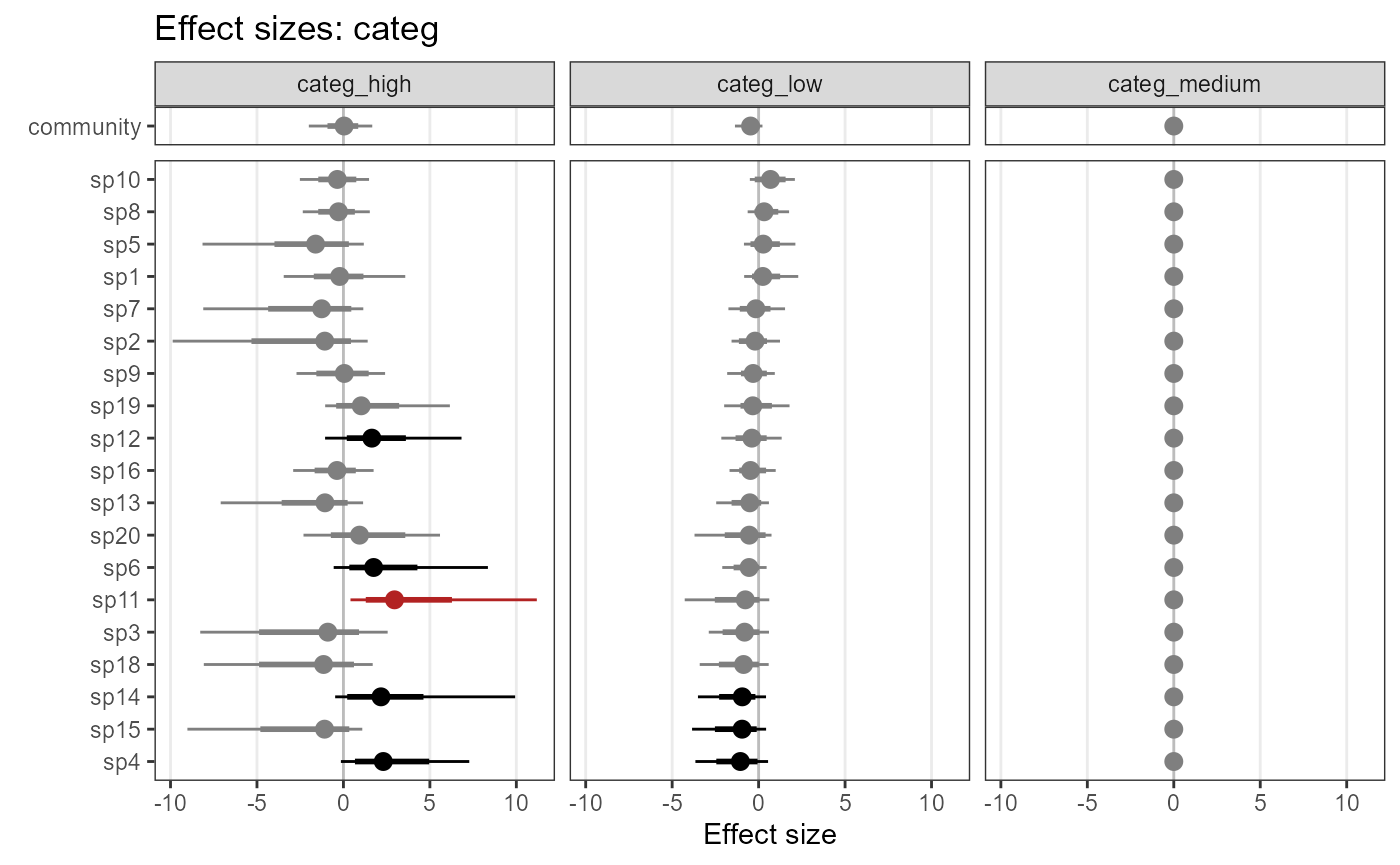 Effect sizes: categ
categ_high
categ_low
categ_medium
community
sp10
sp8
sp5
sp1
sp7
sp2
sp9
sp19
sp12
sp16
sp13
sp20
sp6
sp11
sp3
sp18
sp14
sp15
sp4
-10 -5 0 5 10
-10 -5 0 5 10
-10 -5 0 5 10
Effect size